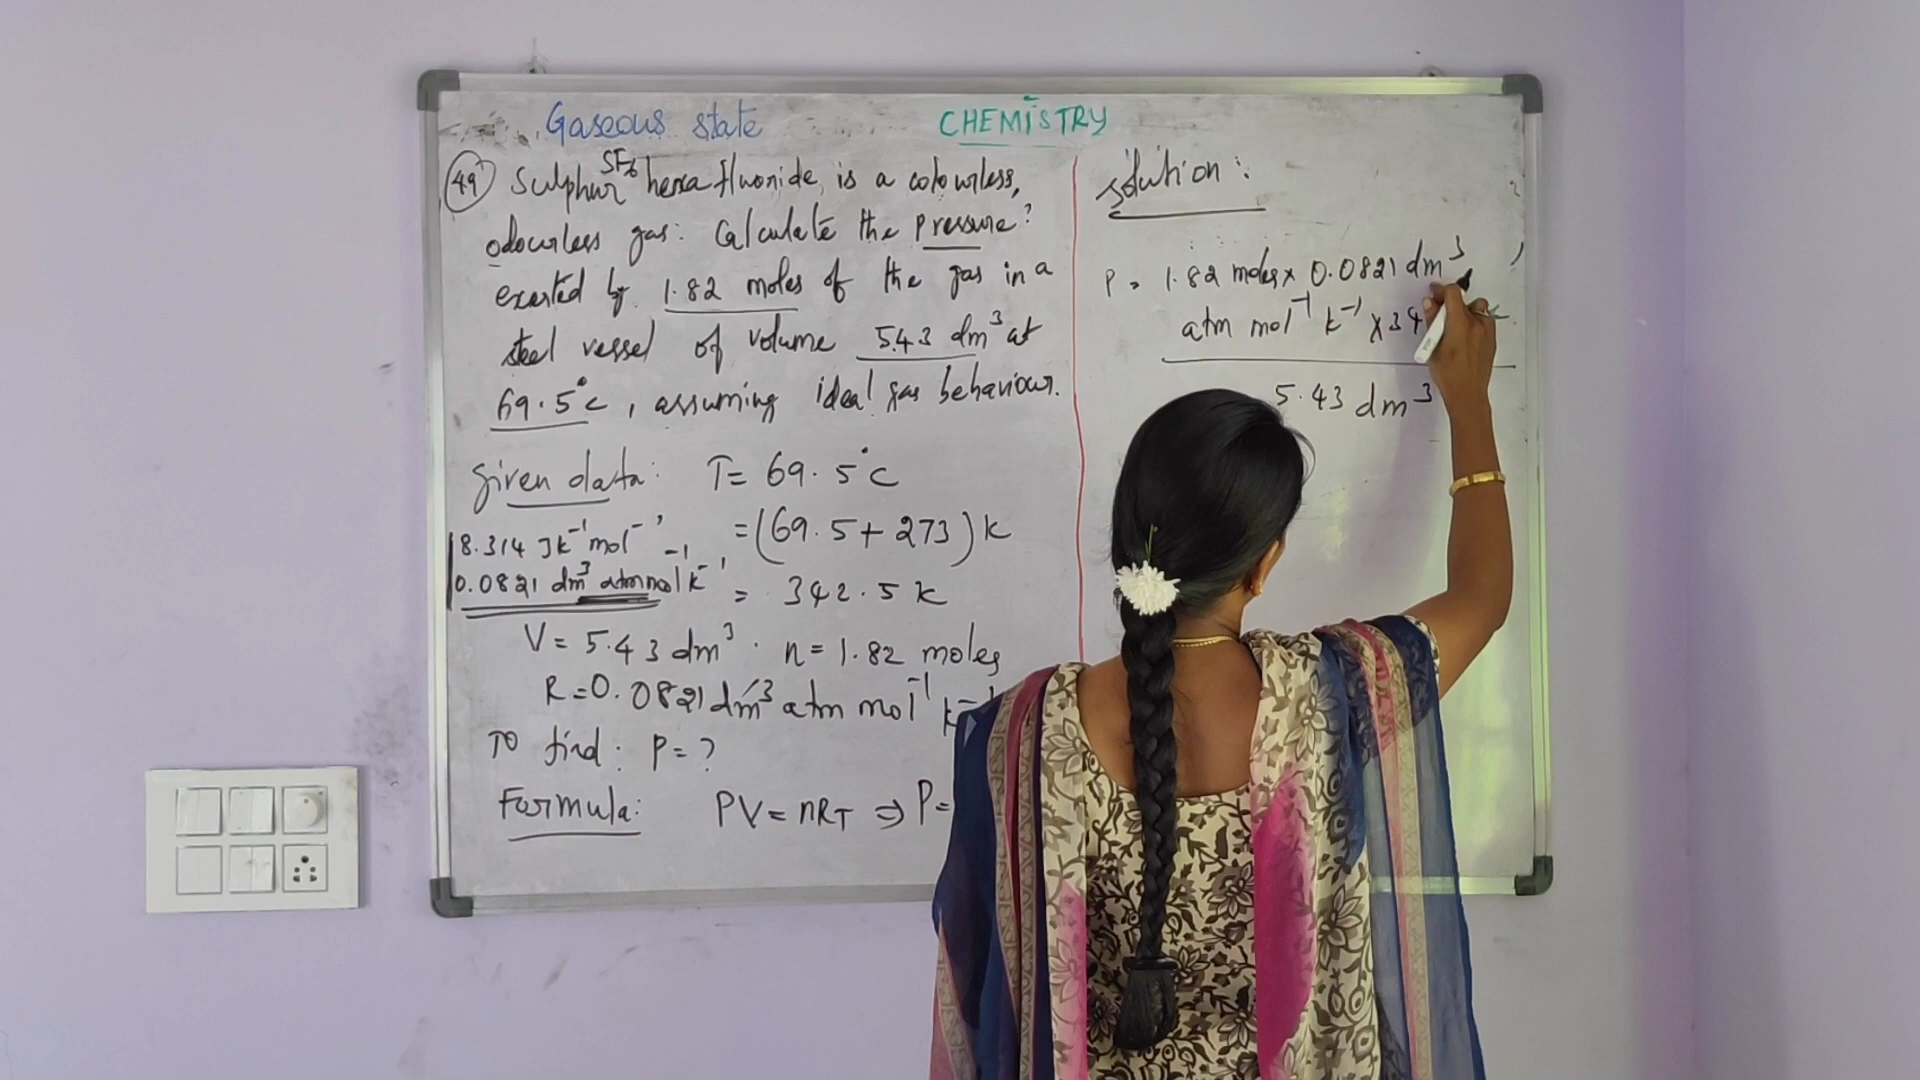 Gaseous state
CHEMISTRY
49 Sulphur SF6 hexa fluoride is a colourless,
odourless gas. Calculate the pressure?
exerted by 1.82 moles of the gas in a
steel vessel of volume 5.43 dm³ at
69.5°c, assuming ideal gas behaviour.
given data: T= 69.5°c
=(69.5+273) k
= 342.5 k
8.314 Jk⁻¹mol⁻¹
0.0821 dm³ atm mol⁻¹ k⁻¹
V= 5.43 dm³. n= 1.82 moles
R=0.0821 dm³ atm mol⁻¹
To find: p= ?
Formula: PV= nRT ⇒ P=
solution:
P = 1.82 moles x 0.0821 dm³
atm mol⁻¹ k⁻¹ x 34
5.43 dm³